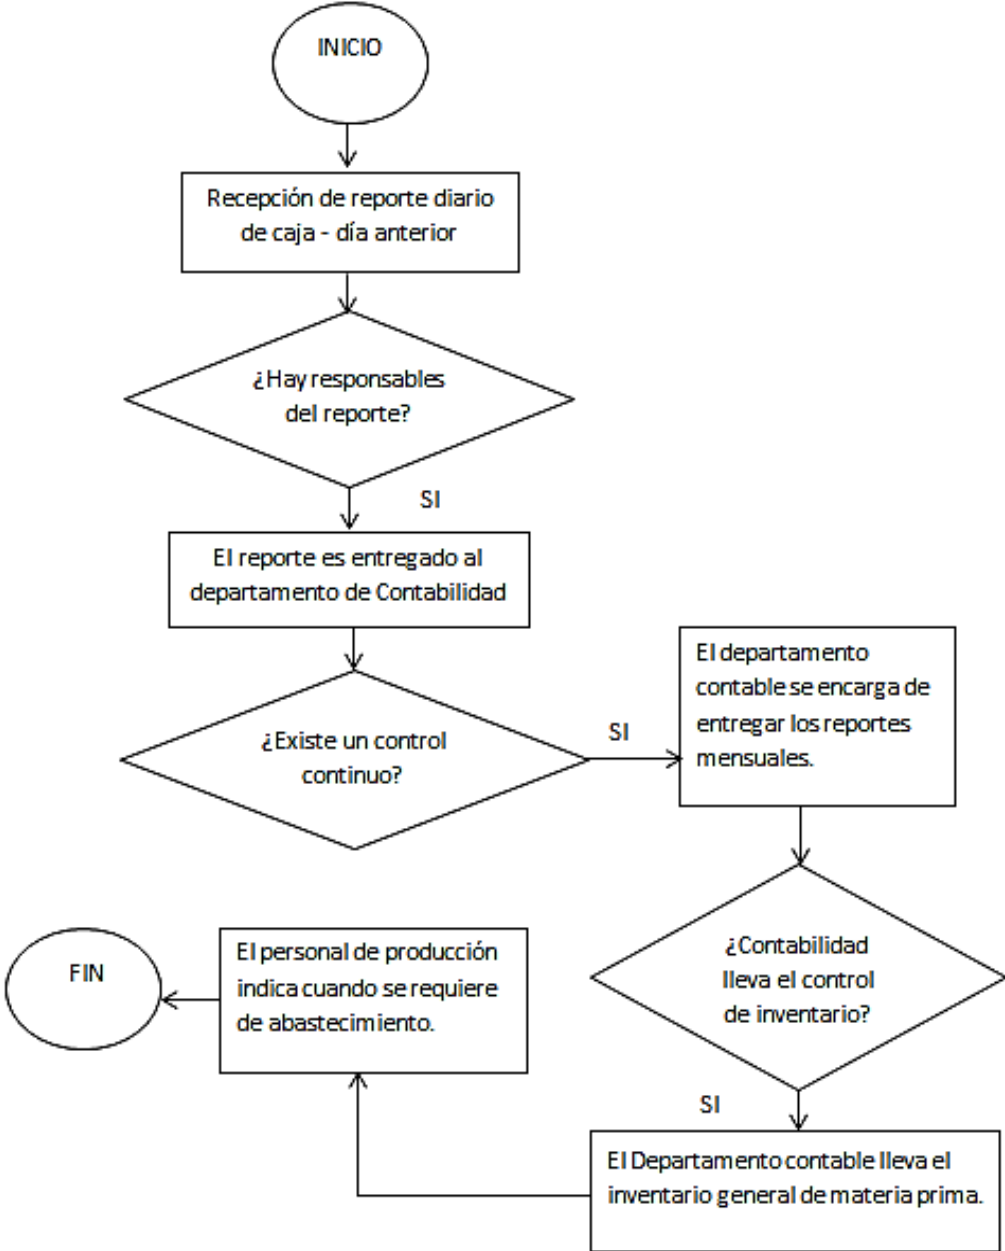 INICIO
Recepción de reporte diario
de caja - día anterior
¿Hay responsables
del reporte?
SI
El reporte es entregado al
departamento de Contabilidad
¿Existe un control
continuo?
SI
El departamento
contable se encarga de
entregar los reportes
mensuales.
¿Contabilidad
lleva el control
de inventario?
SI
El Departamento contable lleva el
inventario general de materia prima.
El personal de producción
indica cuando se requiere
de abastecimiento.
FIN